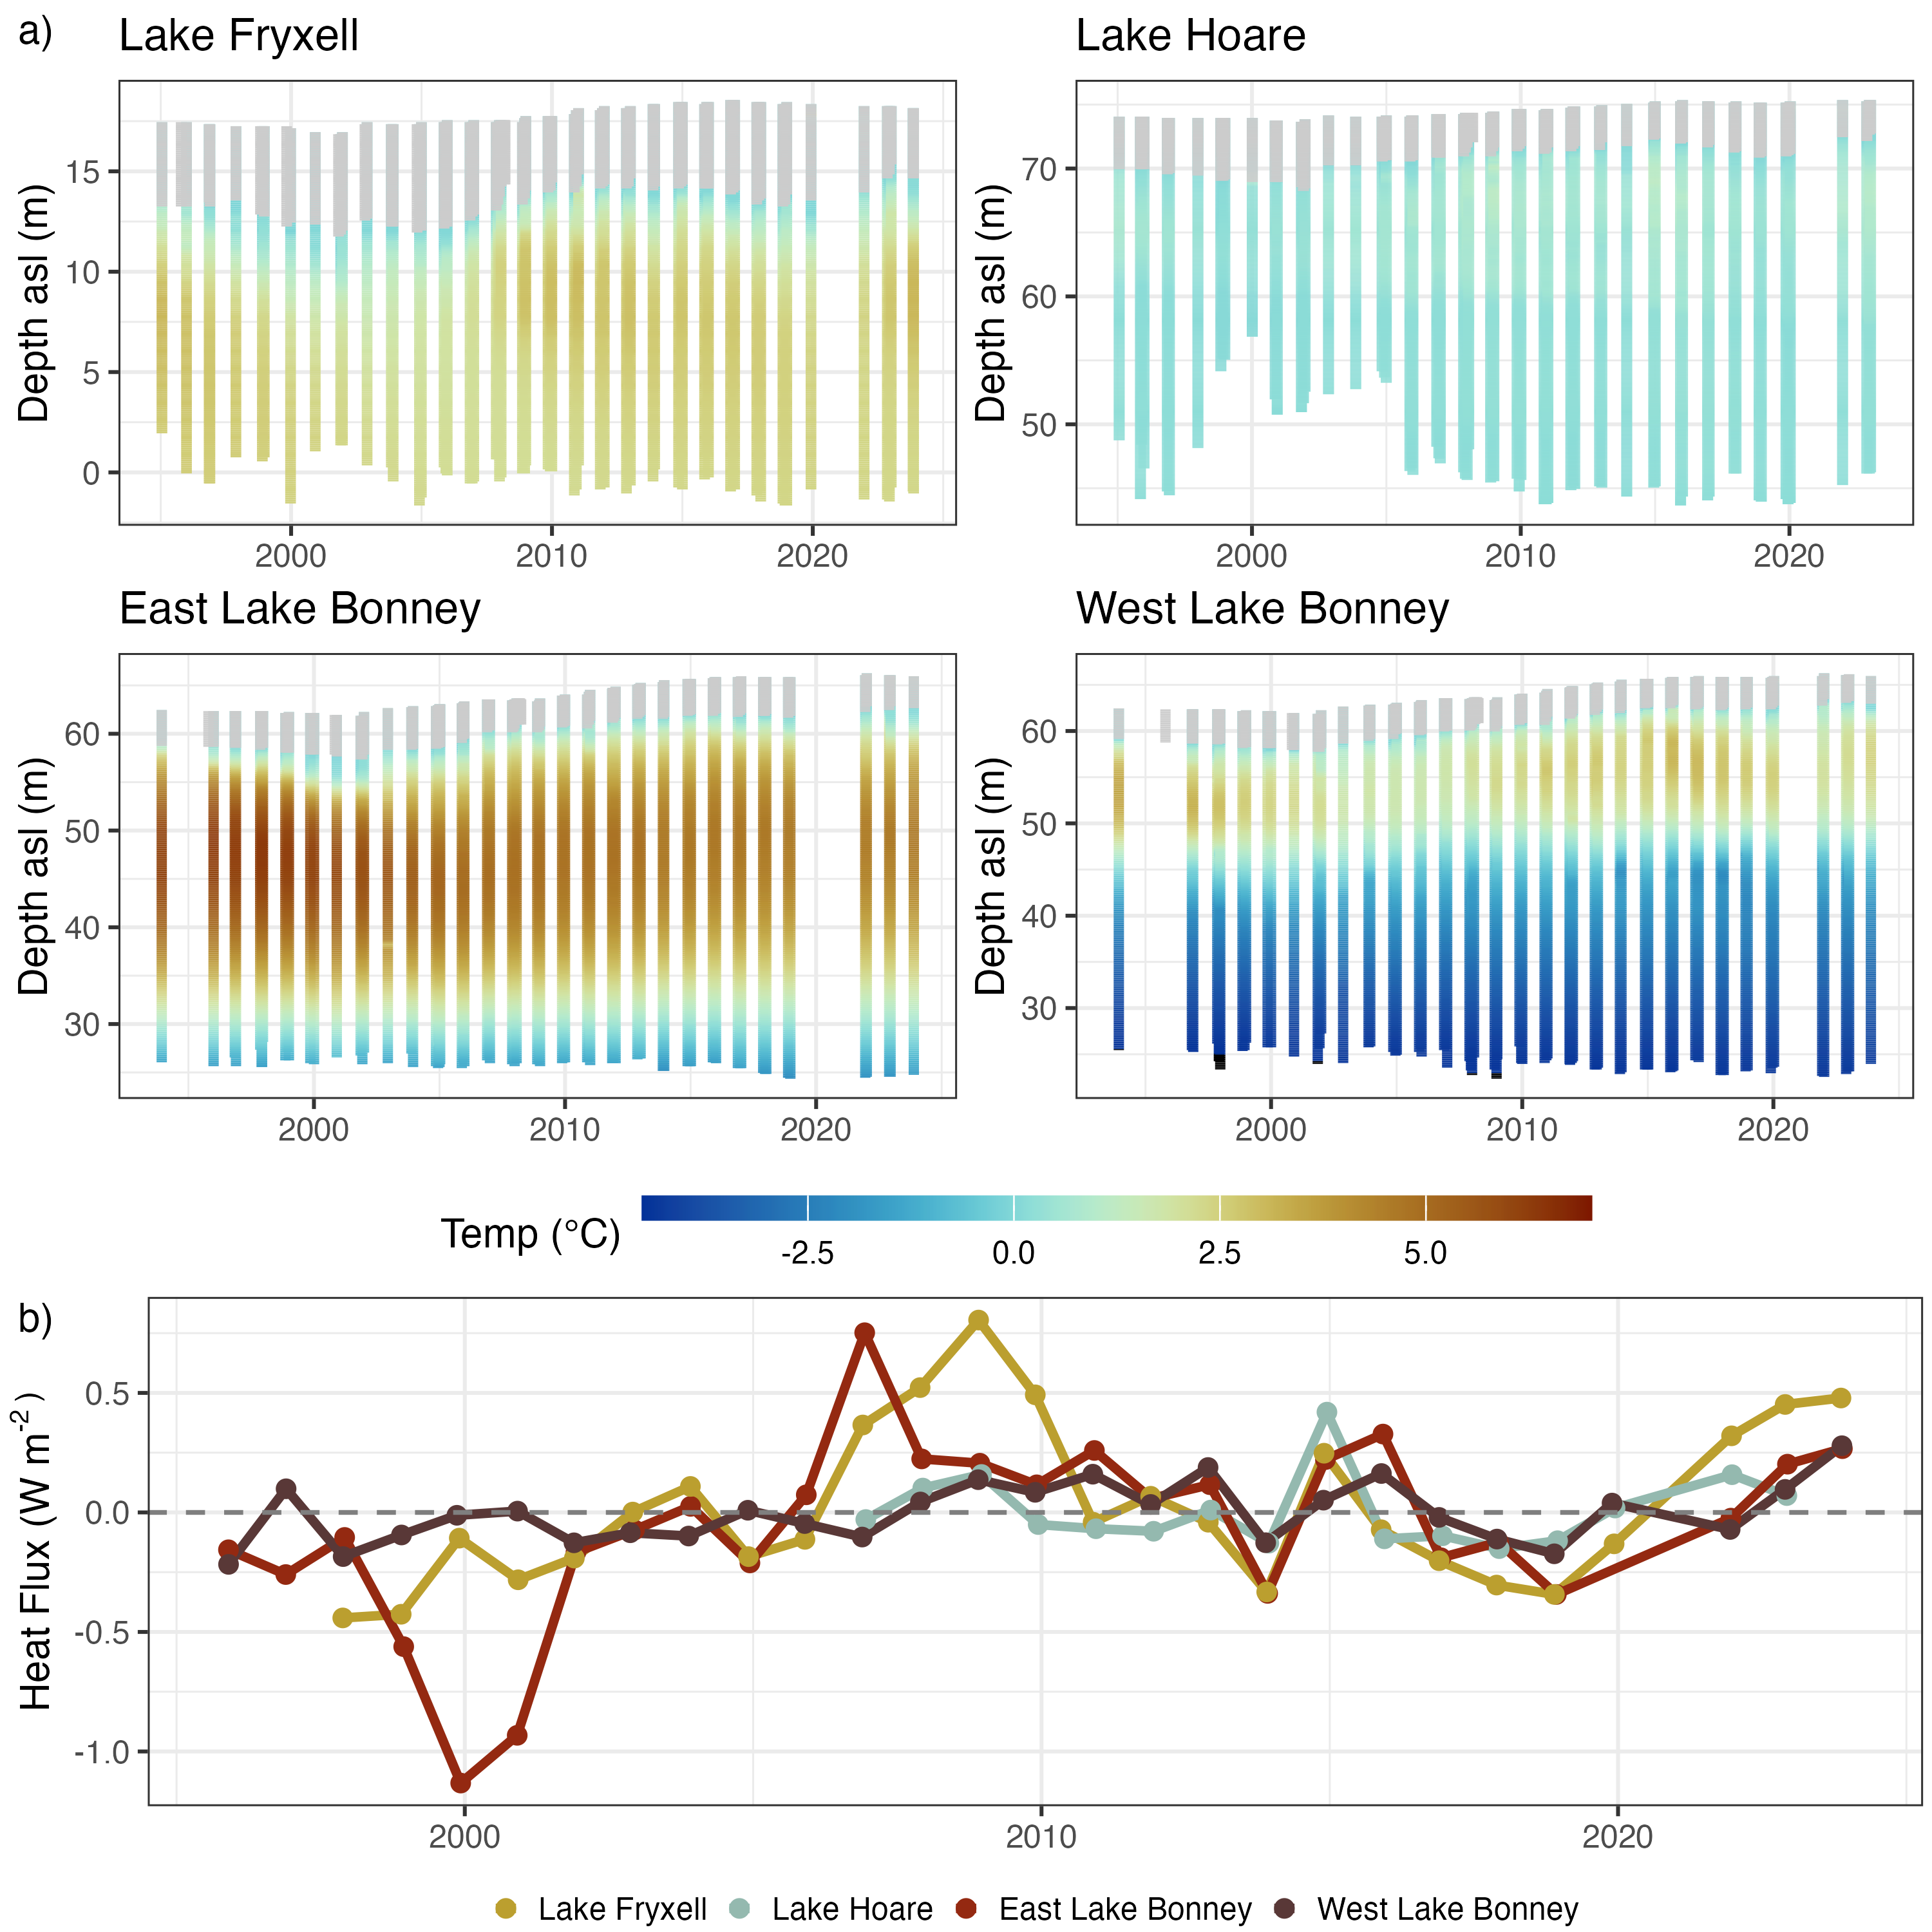 a)
Lake Fryxell
Lake Hoare
Depth asl (m)
15
10
5
0
2000 2010 2020
Depth asl (m)
70
60
50
2000 2010 2020
East Lake Bonney
West Lake Bonney
Depth asl (m)
60
50
40
30
2000 2010 2020
Depth asl (m)
60
50
40
30
2000 2010 2020
Temp (°C)
-2.5 0.0 2.5 5.0
b)
Heat Flux (W m⁻²)
0.5
0.0
-0.5
-1.0
2000 2010 2020
Lake Fryxell Lake Hoare East Lake Bonney West Lake Bonney